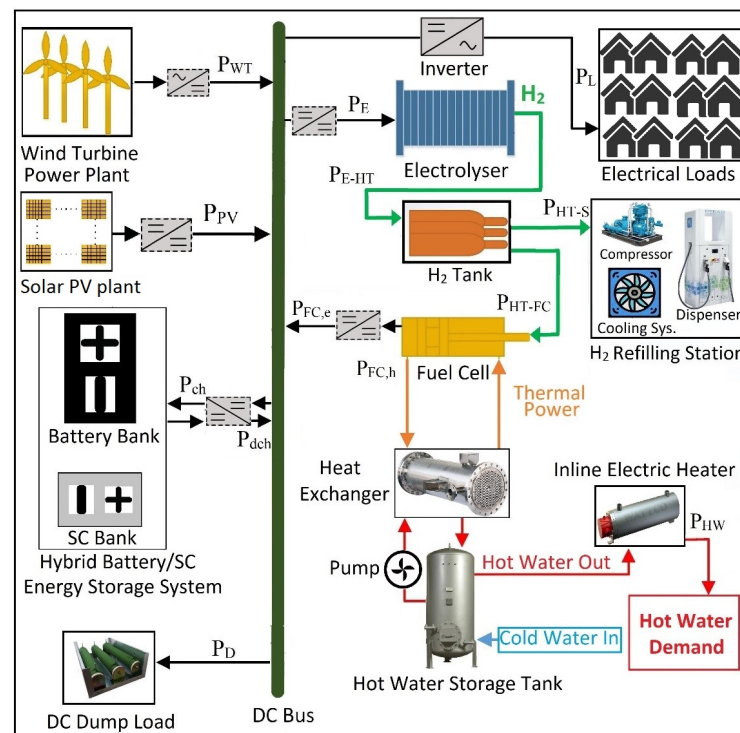 P_WT
Wind Turbine
Power Plant
P_PV
Solar PV plant
Inverter
P_L
Electrical Loads
P_E
H₂
Electrolyser
P_E-HT
P_HT-S
H₂ Tank
Compressor
Cooling Sys.
Dispenser
H₂ Refilling Station
P_FC,e
P_HT-FC
P_FC,h
Fuel Cell
Thermal
Power
P_ch
P_dch
Battery Bank
SC Bank
Hybrid Battery/SC
Energy Storage System
Heat
Exchanger
Inline Electric Heater
P_HW
Pump
Hot Water Out
Hot Water
Demand
Cold Water In
Hot Water Storage Tank
P_D
DC Dump Load
DC Bus